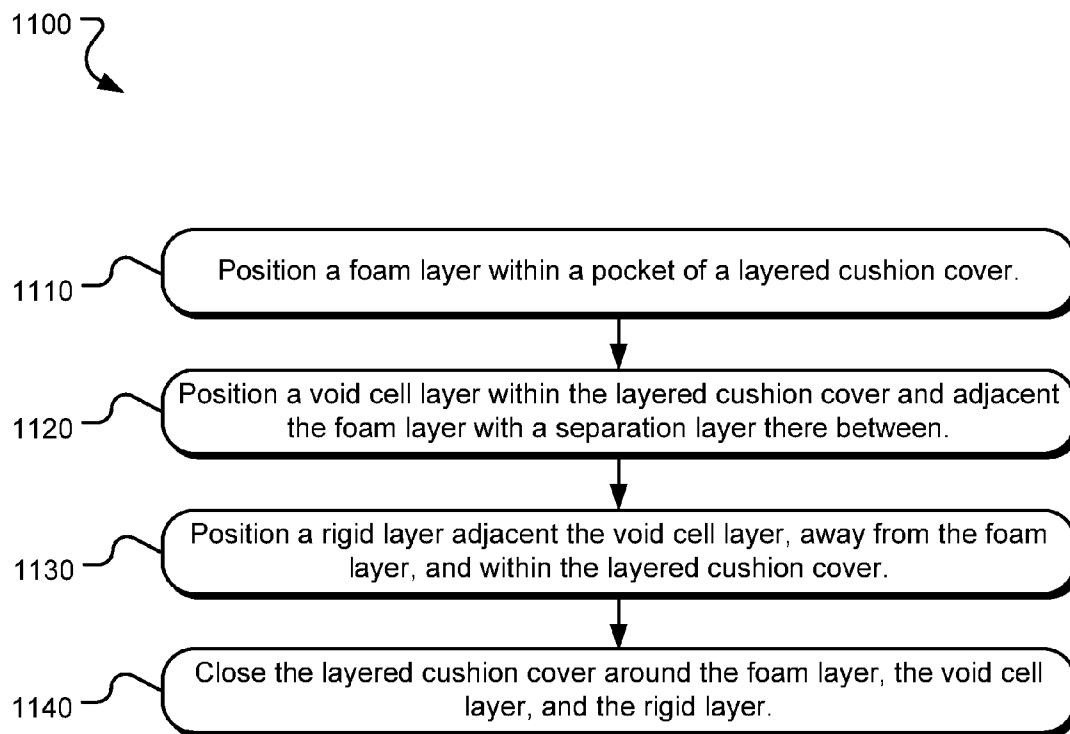 1100
1110
Position a foam layer within a pocket of a layered cushion cover.
1120
Position a void cell layer within the layered cushion cover and adjacent
the foam layer with a separation layer there between.
1130
Position a rigid layer adjacent the void cell layer, away from the foam
layer, and within the layered cushion cover.
1140
Close the layered cushion cover around the foam layer, the void cell
layer, and the rigid layer.